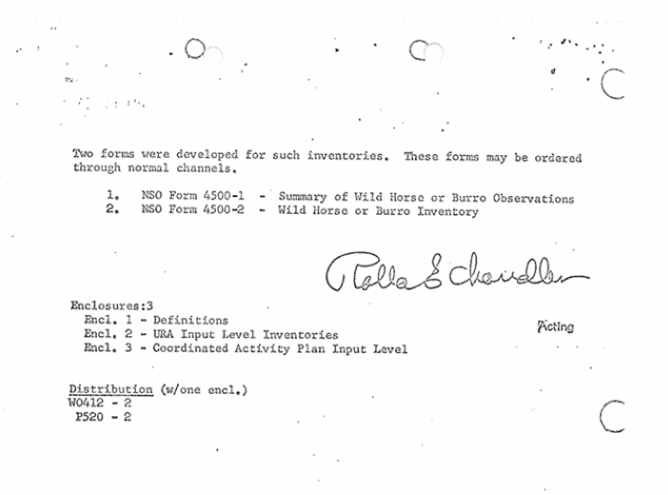 Two forms were developed for such inventories. These forms may be ordered
through normal channels.
1. NSO Form 4500-1 - Summary of Wild Horse or Burro Observations
2. NSO Form 4500-2 - Wild Horse or Burro Inventory
Rolla E Chandler
Enclosures:3
Acting
Encl. 1 - Definitions
Encl. 2 - URA Input Level Inventories
Encl. 3 - Coordinated Activity Plan Input Level
Distribution (w/one encl.)
WO412 - 2
P520 - 2